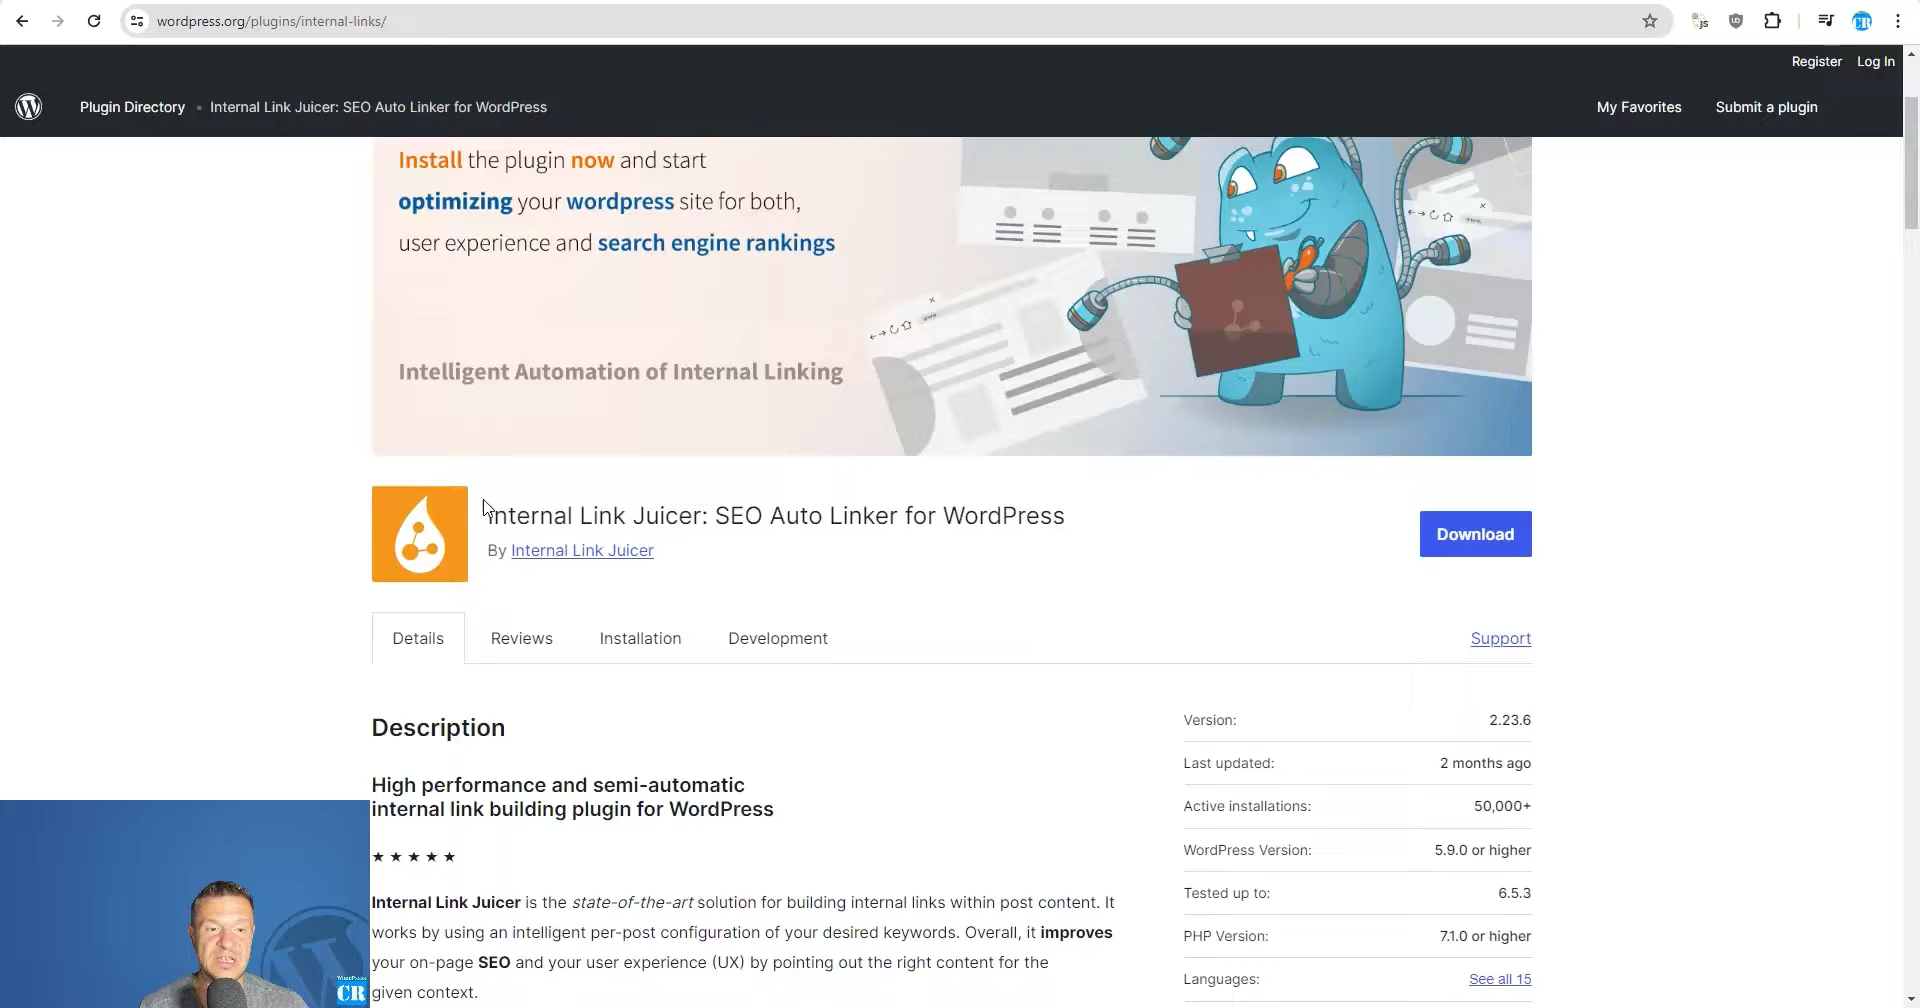 wordpress.org/plugins/internal-links/
Register Log In
Plugin Directory • Internal Link Juicer: SEO Auto Linker for WordPress My Favorites Submit a plugin
Install the plugin now and start
optimizing your wordpress site for both,
user experience and search engine rankings
Intelligent Automation of Internal Linking
Internal Link Juicer: SEO Auto Linker for WordPress
By Internal Link Juicer
Download
Details Reviews Installation Development Support
Description
High performance and semi-automatic
internal link building plugin for WordPress
★ ★ ★ ★ ★
Internal Link Juicer is the state-of-the-art solution for building internal links within post content. It
works by using an intelligent per-post configuration of your desired keywords. Overall, it improves
your on-page SEO and your user experience (UX) by pointing out the right content for the
given context.
Version: 2.23.6
Last updated: 2 months ago
Active installations: 50,000+
WordPress Version: 5.9.0 or higher
Tested up to: 6.5.3
PHP Version: 7.1.0 or higher
Languages: See all 15
CR